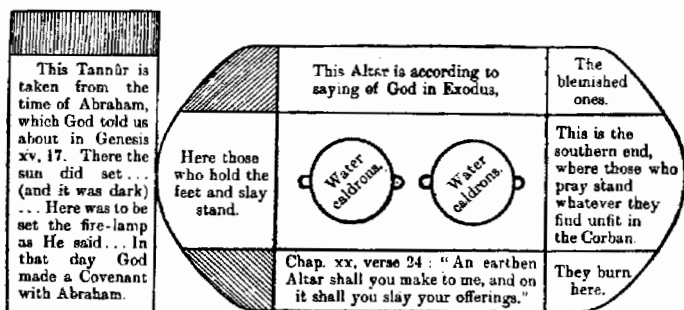 This Tannûr is
taken from the
time of Abraham,
which God told us
about in Genesis
xv, 17. There the
sun did set...
(and it was dark)
... Here was to be
set the fire-lamp
as He said... In
that day God
made a Covenant
with Abraham.
This Altar is according to
saying of God in Exodus,
The
blemished
ones.
Here those
who hold the
feet and slay
stand.
Water
caldrons.
Water
caldrons.
This is the
southern end,
where those who
pray stand
whatever they
find unfit in
the Corban.
Chap. xx, verse 24 : "An earthen
Altar shall you make to me, and on
it shall you slay your offerings."
They burn
here.